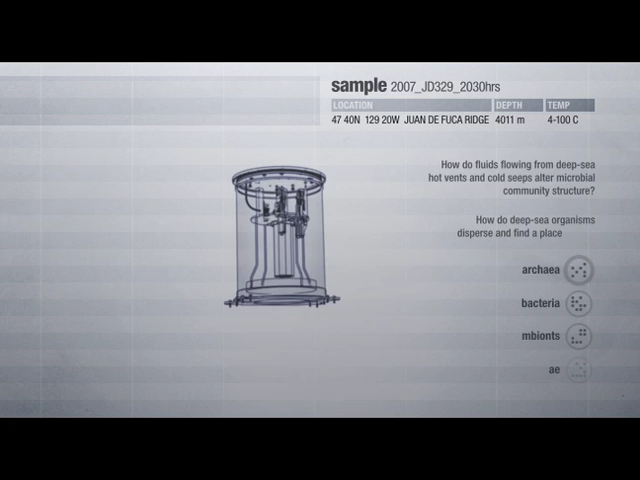 sample 2007_JD329_2030hrs
LOCATION DEPTH TEMP
47 40N 129 20W JUAN DE FUCA RIDGE 4011 m 4-100 C
How do fluids flowing from deep-sea
hot vents and cold seeps alter microbial
community structure?
How do deep-sea organisms
disperse and find a place
archaea
bacteria
mbionts
ae